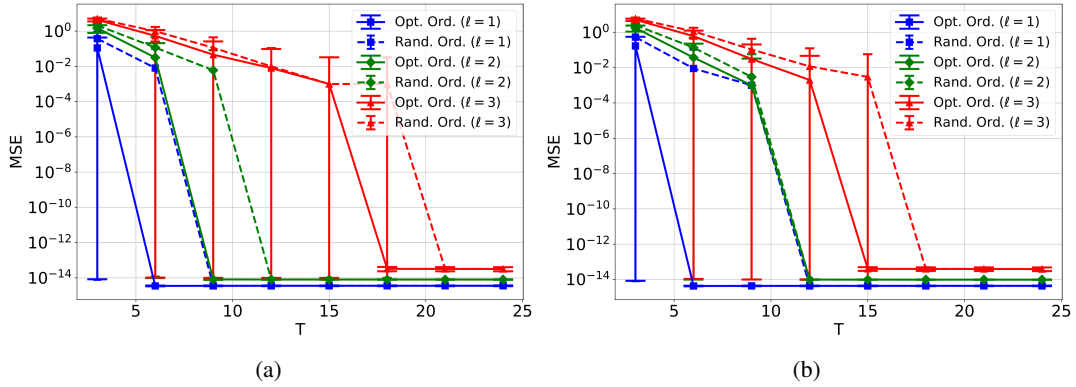 10^0
10^{-2}
10^{-4}
10^{-6}
10^{-8}
10^{-10}
10^{-12}
10^{-14}
MSE
5
10
15
20
25
T
Opt. Ord. (ℓ = 1)
Rand. Ord. (ℓ = 1)
Opt. Ord. (ℓ = 2)
Rand. Ord. (ℓ = 2)
Opt. Ord. (ℓ = 3)
Rand. Ord. (ℓ = 3)
(a)
10^0
10^{-2}
10^{-4}
10^{-6}
10^{-8}
10^{-10}
10^{-12}
10^{-14}
MSE
5
10
15
20
25
T
Opt. Ord. (ℓ = 1)
Rand. Ord. (ℓ = 1)
Opt. Ord. (ℓ = 2)
Rand. Ord. (ℓ = 2)
Opt. Ord. (ℓ = 3)
Rand. Ord. (ℓ = 3)
(b)